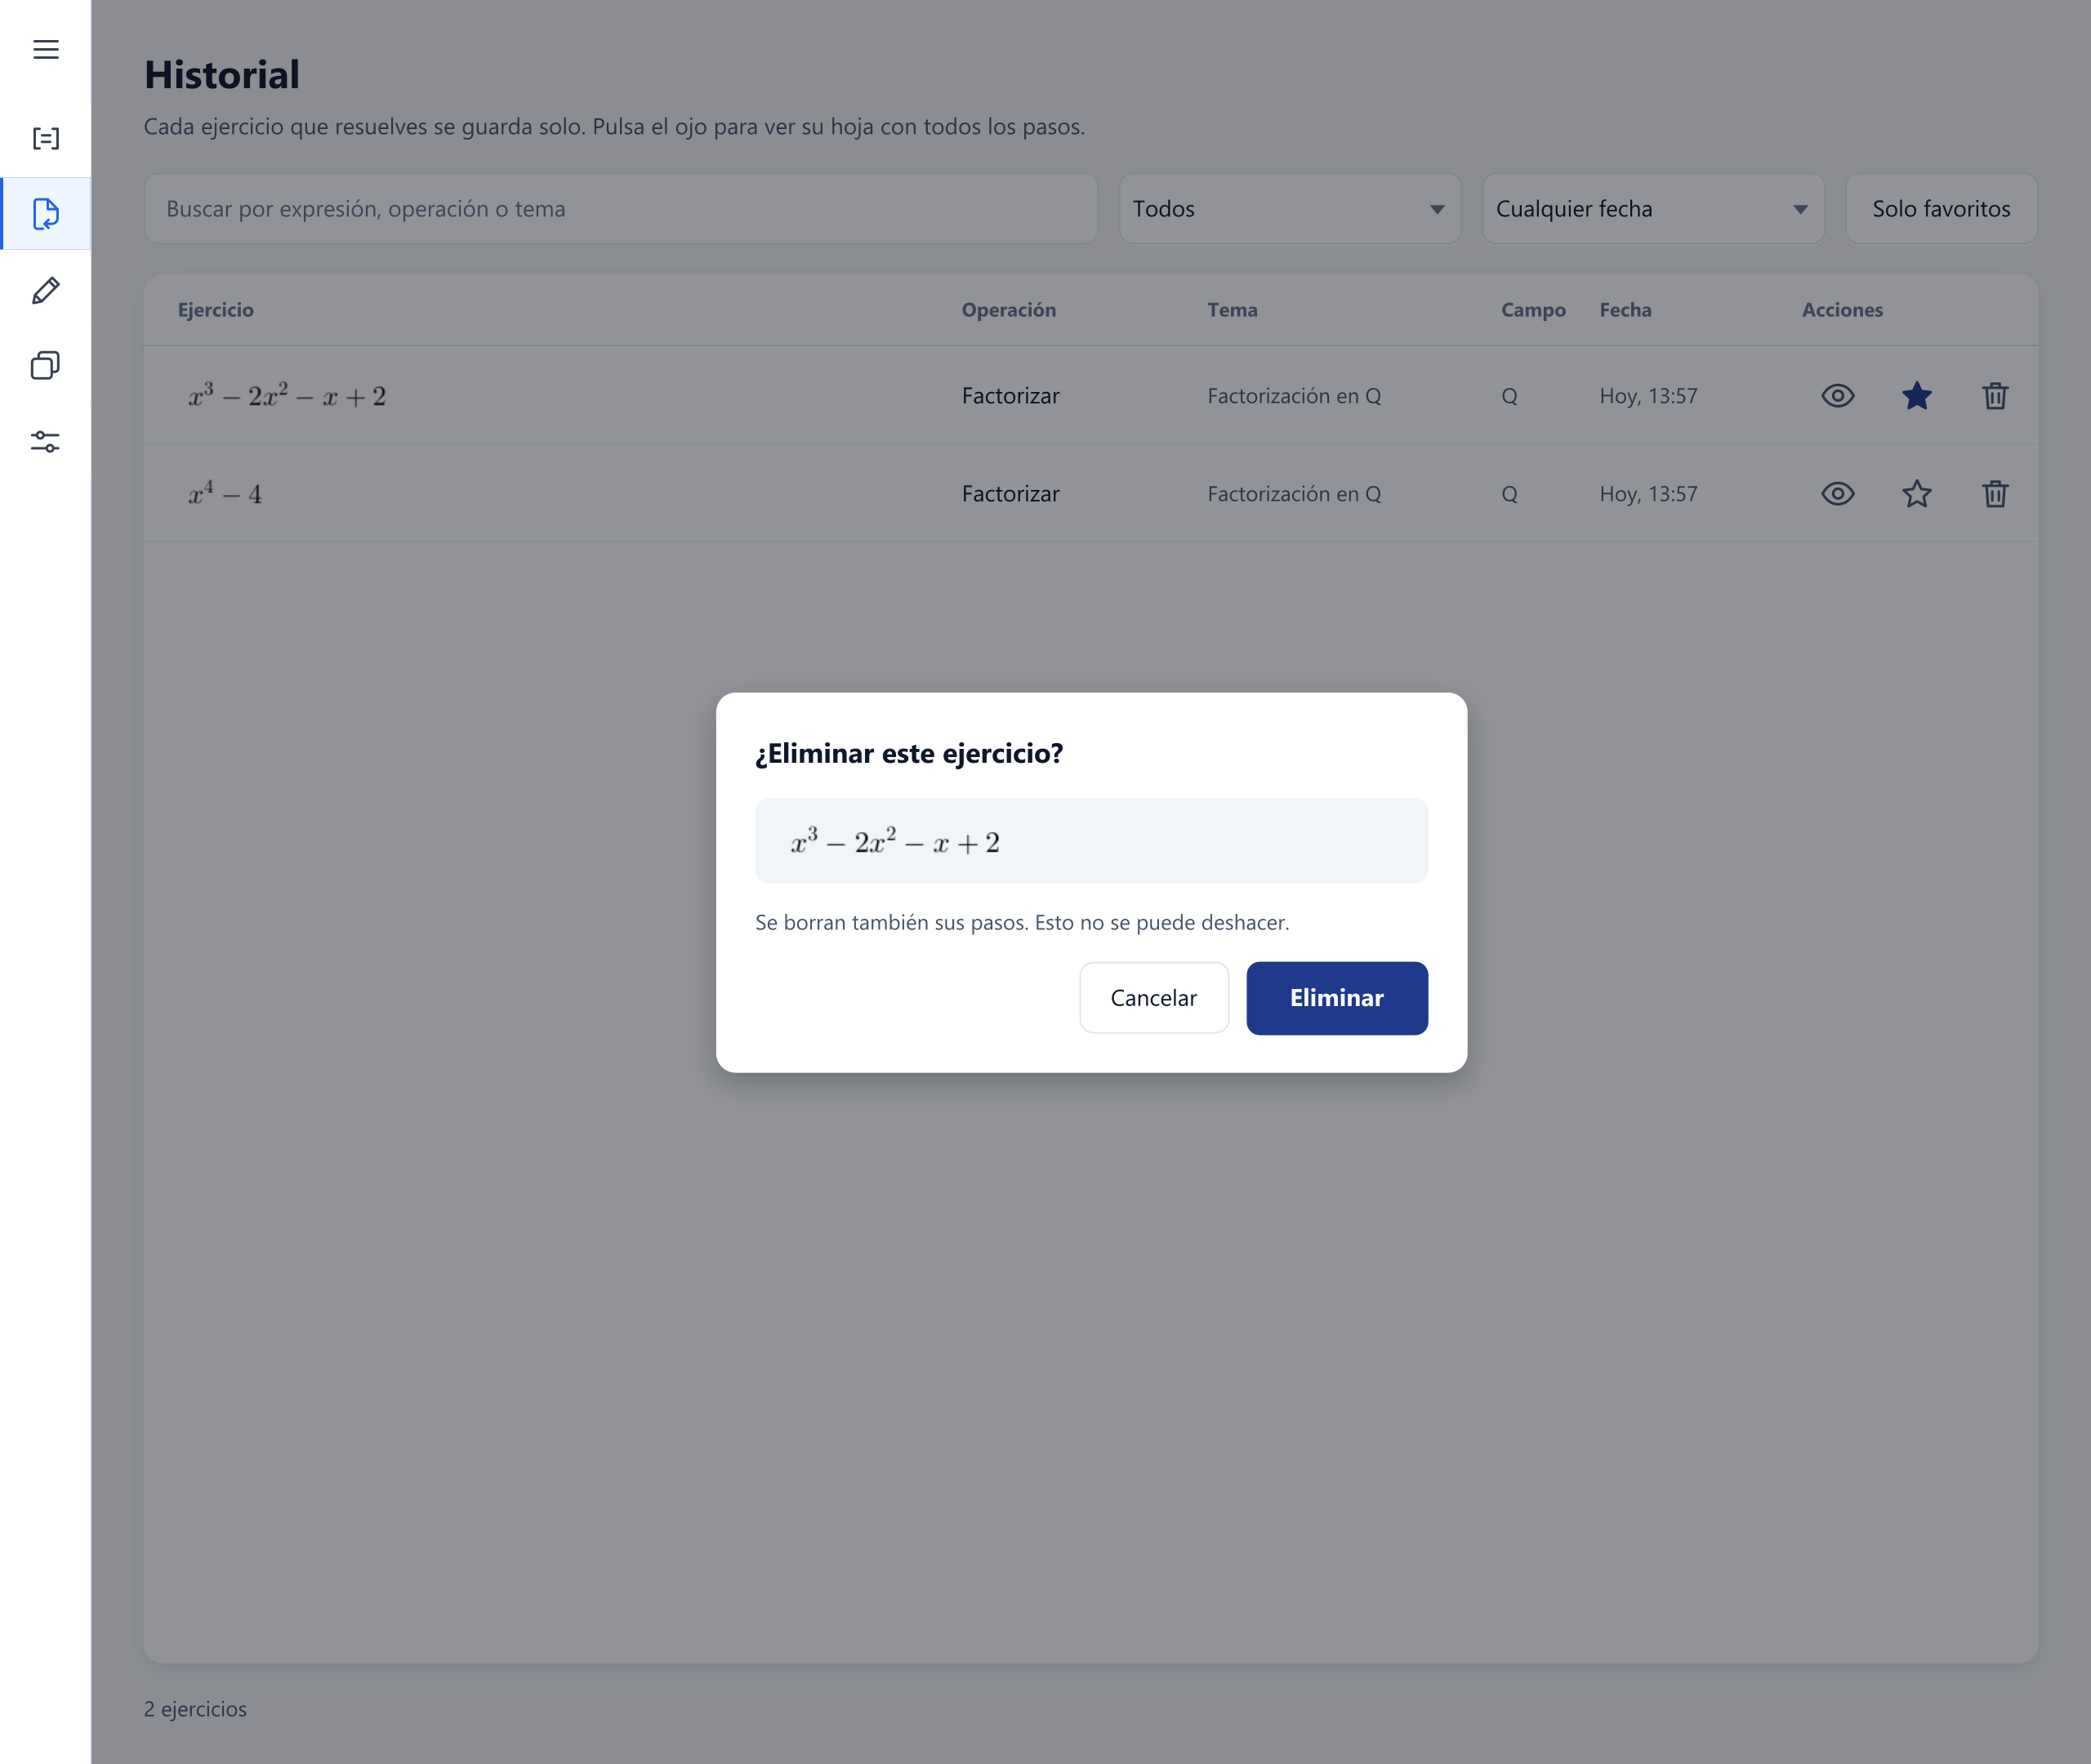 Historial
Cada ejercicio que resuelves se guarda solo. Pulsa el ojo para ver su hoja con todos los pasos.
Buscar por expresión, operación o tema
Todos
Cualquier fecha
Solo favoritos
Ejercicio Operación Tema Campo Fecha Acciones
x³ − 2x² − x + 2 Factorizar Factorización en Q Q Hoy, 13:57
x⁴ − 4 Factorizar Factorización en Q Q Hoy, 13:57
¿Eliminar este ejercicio?
x³ − 2x² − x + 2
Se borran también sus pasos. Esto no se puede deshacer.
Cancelar
Eliminar
2 ejercicios